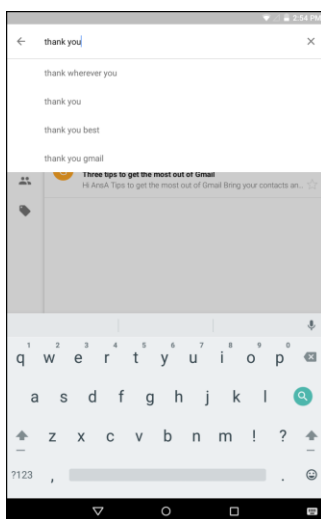 2:54 PM
thank you
thank wherever you
thank you
thank you best
thank you gmail
Three tips to get the most out of Gmail
Hi AnsA Tips to get the most out of Gmail Bring your contacts an..
1 2 3 4 5 6 7 8 9 0
q w e r t y u i o p
a s d f g h j k l
z x c v b n m ! ?
?123 , .